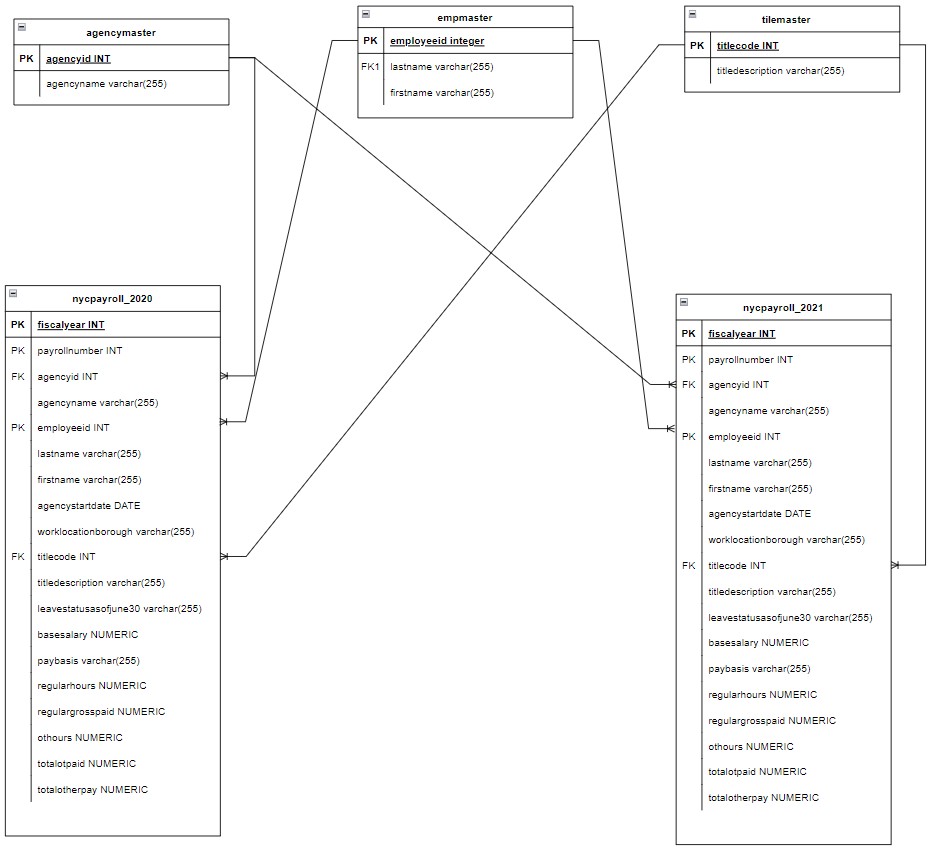 agencymaster
PK agencyid INT
agencyname varchar(255)
empmaster
PK employeeid integer
FK1 lastname varchar(255)
firstname varchar(255)
tilemaster
PK titlecode INT
titledescription varchar(255)
nycpayroll_2020
PK fiscalyear INT
PK payrollnumber INT
FK agencyid INT
agencyname varchar(255)
PK employeeid INT
lastname varchar(255)
firstname varchar(255)
agencystartdate DATE
worklocationborough varchar(255)
FK titlecode INT
titledescription varchar(255)
leavestatusasofjune30 varchar(255)
basesalary NUMERIC
paybasis varchar(255)
regularhours NUMERIC
regulargrosspaid NUMERIC
othours NUMERIC
totalotpaid NUMERIC
totalotherpay NUMERIC
nycpayroll_2021
PK fiscalyear INT
PK payrollnumber INT
FK agencyid INT
agencyname varchar(255)
PK employeeid INT
lastname varchar(255)
firstname varchar(255)
agencystartdate DATE
worklocationborough varchar(255)
FK titlecode INT
titledescription varchar(255)
leavestatusasofjune30 varchar(255)
basesalary NUMERIC
paybasis varchar(255)
regularhours NUMERIC
regulargrosspaid NUMERIC
othours NUMERIC
totalotpaid NUMERIC
totalotherpay NUMERIC